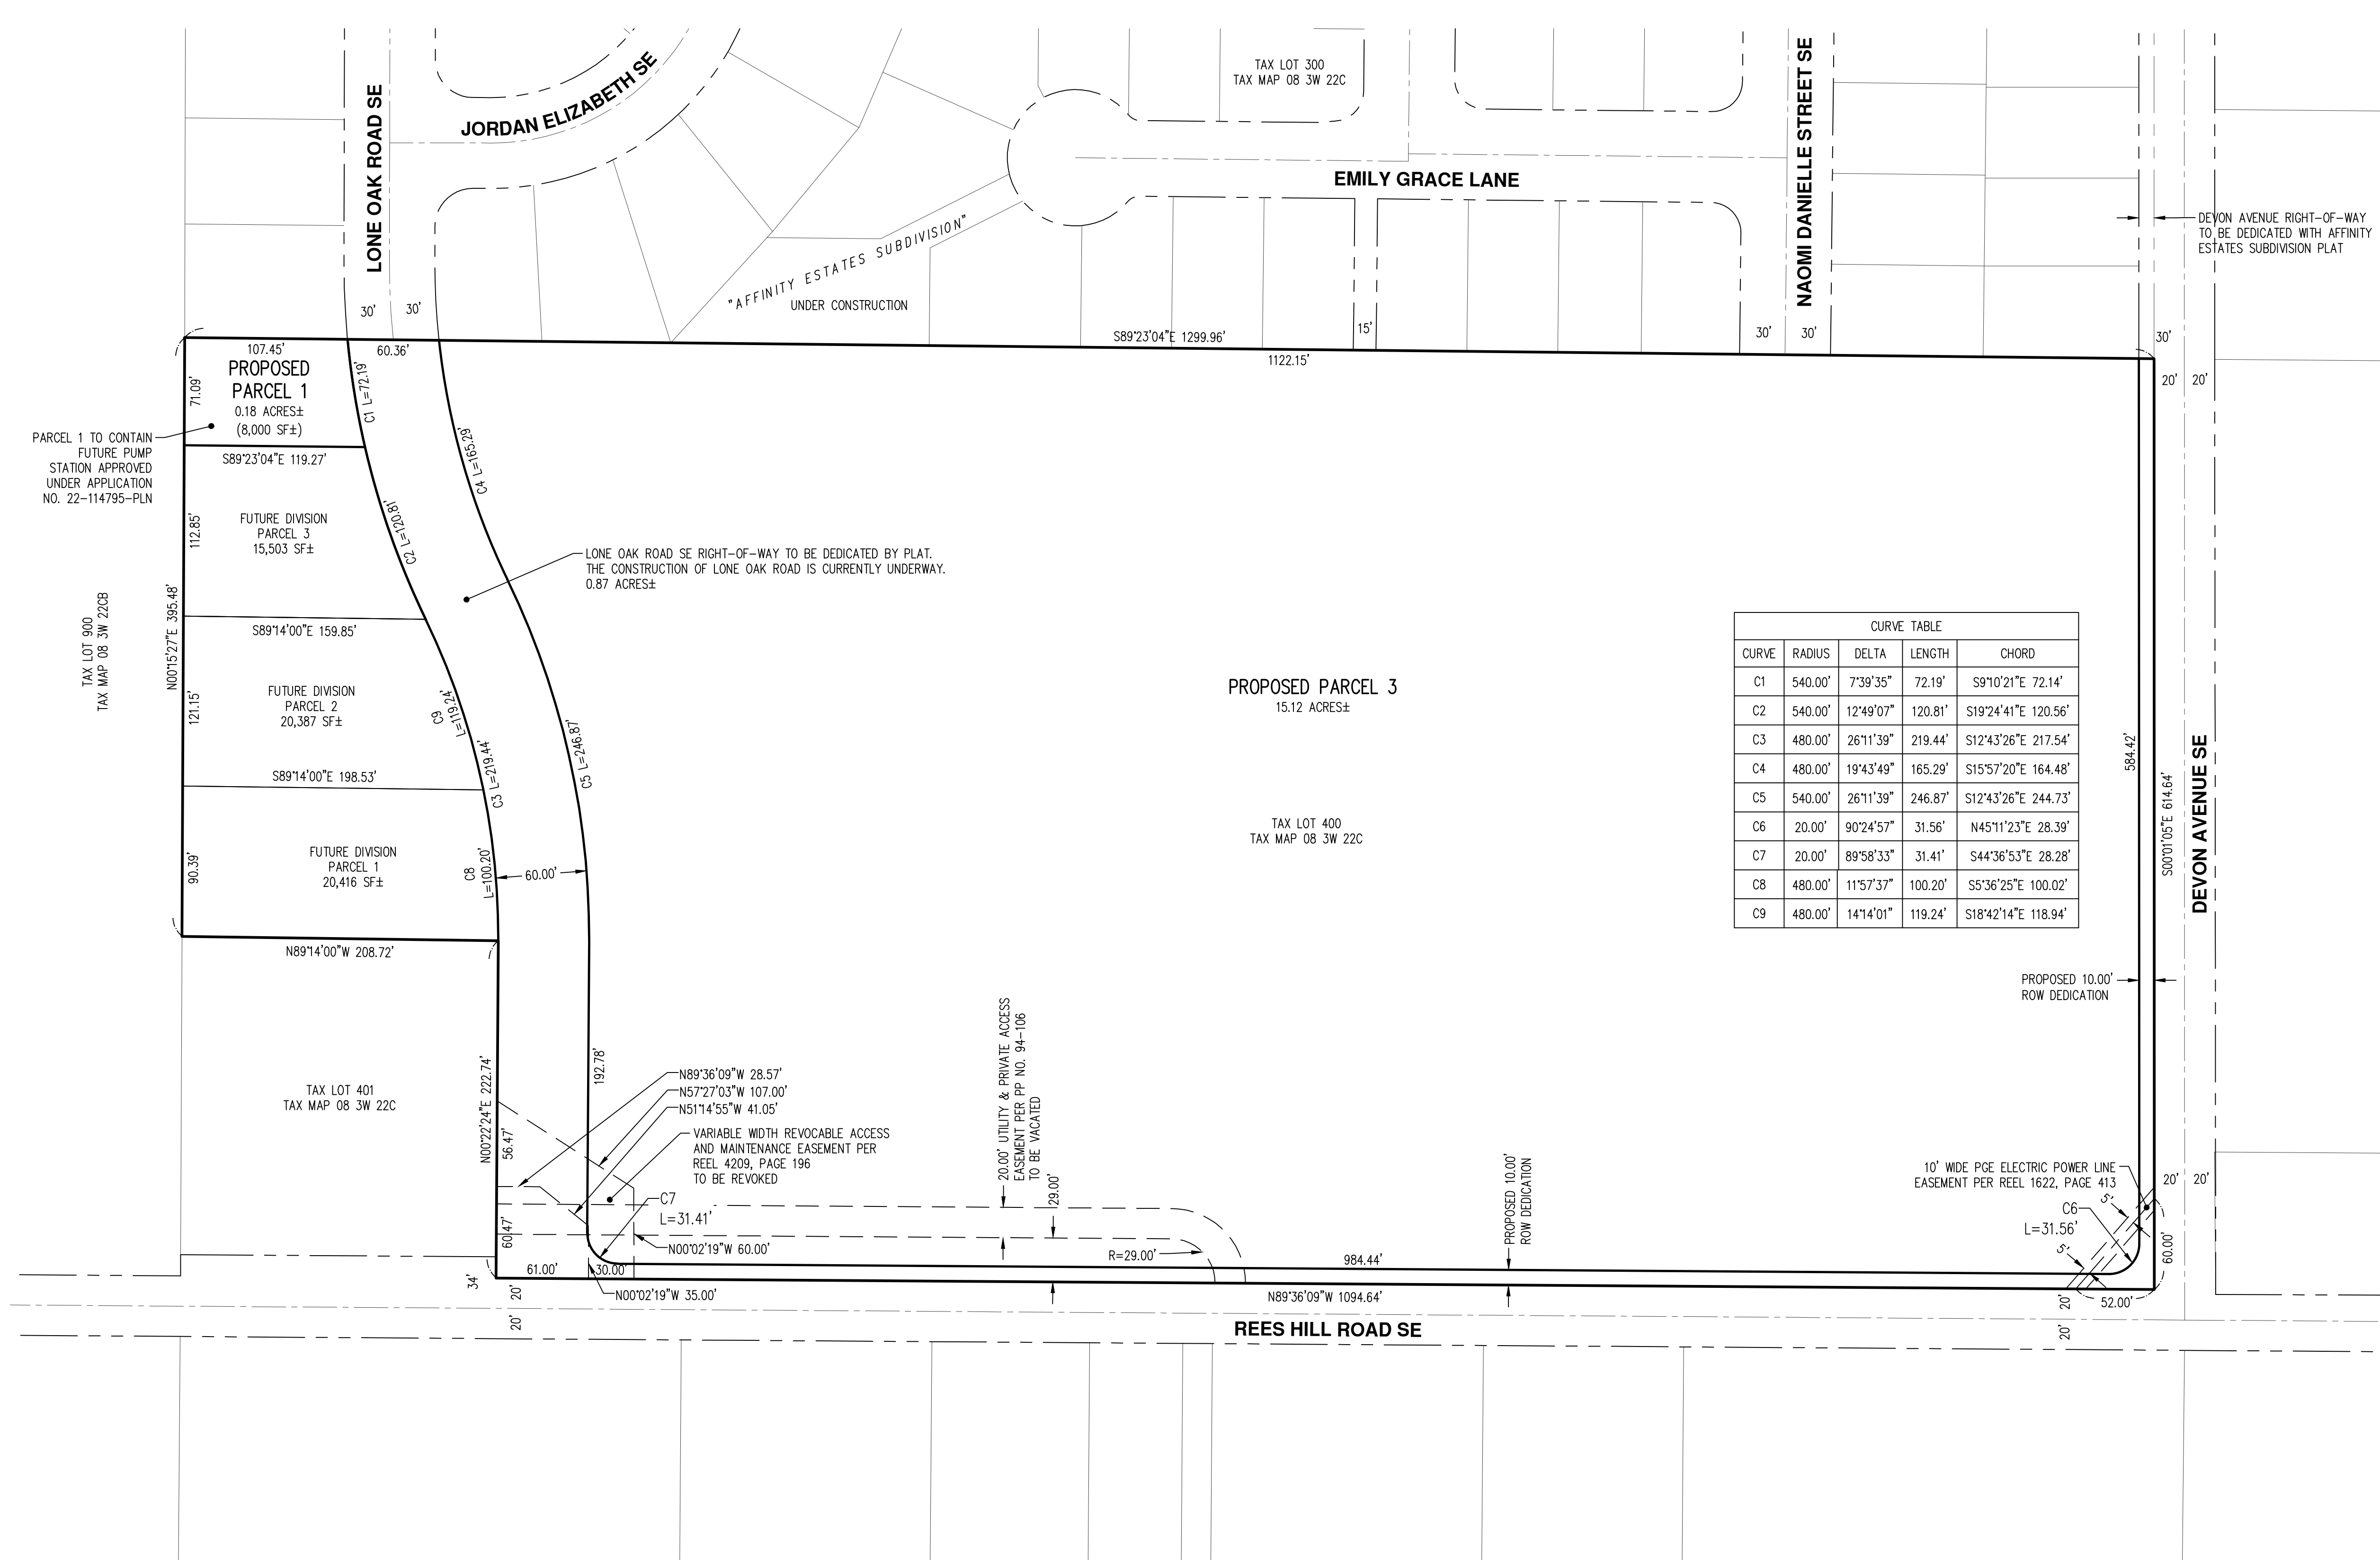 LONE OAK ROAD SE
JORDAN ELIZABETH SE
TAX LOT 300
TAX MAP 08 3W 22C
EMILY GRACE LANE
NAOMI DANIELLE STREET SE
DEVON AVENUE RIGHT-OF-WAY
TO BE DEDICATED WITH AFFINITY
ESTATES SUBDIVISION PLAT
"AFFINITY ESTATES SUBDIVISION"
UNDER CONSTRUCTION
30'
30'
S89°23'04"E 1299.96'
15'
30'
30'
30'
107.45'
60.36'
1122.15'
20'
20'
PROPOSED
PARCEL 1
0.18 ACRES±
(8,000 SF±)
71.09'
C1 L=72.19'
PARCEL 1 TO CONTAIN
FUTURE PUMP
STATION APPROVED
UNDER APPLICATION
NO. 22-114795-PLN
S89°23'04"E 119.27'
C4 L=165.29'
112.85'
FUTURE DIVISION
PARCEL 3
15,503 SF±
C2 L=120.81'
LONE OAK ROAD SE RIGHT-OF-WAY TO BE DEDICATED BY PLAT.
THE CONSTRUCTION OF LONE OAK ROAD IS CURRENTLY UNDERWAY.
0.87 ACRES±
TAX LOT 900
TAX MAP 08 3W 22CB
N00°15'27"E 395.48'
S89°14'00"E 159.85'
121.15'
FUTURE DIVISION
PARCEL 2
20,387 SF±
C9
L=119.24'
C3 L=219.44'
C5 L=246.87'
S89°14'00"E 198.53'
90.39'
FUTURE DIVISION
PARCEL 1
20,416 SF±
C8
L=100.20'
60.00'
N89°14'00"W 208.72'
PROPOSED PARCEL 3
15.12 ACRES±
TAX LOT 400
TAX MAP 08 3W 22C
CURVE TABLE
CURVE RADIUS DELTA LENGTH CHORD
C1 540.00' 7°39'35" 72.19' S9°10'21"E 72.14'
C2 540.00' 12°49'07" 120.81' S19°24'41"E 120.56'
C3 480.00' 26°11'39" 219.44' S12°43'26"E 217.54'
C4 480.00' 19°43'49" 165.29' S15°57'20"E 164.48'
C5 540.00' 26°11'39" 246.87' S12°43'26"E 244.73'
C6 20.00' 90°24'57" 31.56' N45°11'23"E 28.39'
C7 20.00' 89°58'33" 31.41' S44°36'53"E 28.28'
C8 480.00' 11°57'37" 100.20' S5°36'25"E 100.02'
C9 480.00' 14°14'01" 119.24' S18°42'14"E 118.94'
584.42'
S00°01'05"E 614.64'
DEVON AVENUE SE
PROPOSED 10.00'
ROW DEDICATION
TAX LOT 401
TAX MAP 08 3W 22C
N00°22'24"E 222.74'
56.47'
60.47'
192.78'
N89°36'09"W 28.57'
N57°27'03"W 107.00'
N51°14'55"W 41.05'
VARIABLE WIDTH REVOCABLE ACCESS
AND MAINTENANCE EASEMENT PER
REEL 4209, PAGE 196
TO BE REVOKED
C7
L=31.41'
N00°02'19"W 60.00'
20.00' UTILITY & PRIVATE ACCESS
EASEMENT PER PP NO. 94-106
TO BE VACATED
29.00'
R=29.00'
PROPOSED 10.00'
ROW DEDICATION
10' WIDE PGE ELECTRIC POWER LINE
EASEMENT PER REEL 1622, PAGE 413
20'
20'
5'
C6
L=31.56'
5'
60.00'
61.00'
30.00'
984.44'
N00°02'19"W 35.00'
34'
20'
20'
N89°36'09"W 1094.64'
52.00'
20'
20'
REES HILL ROAD SE